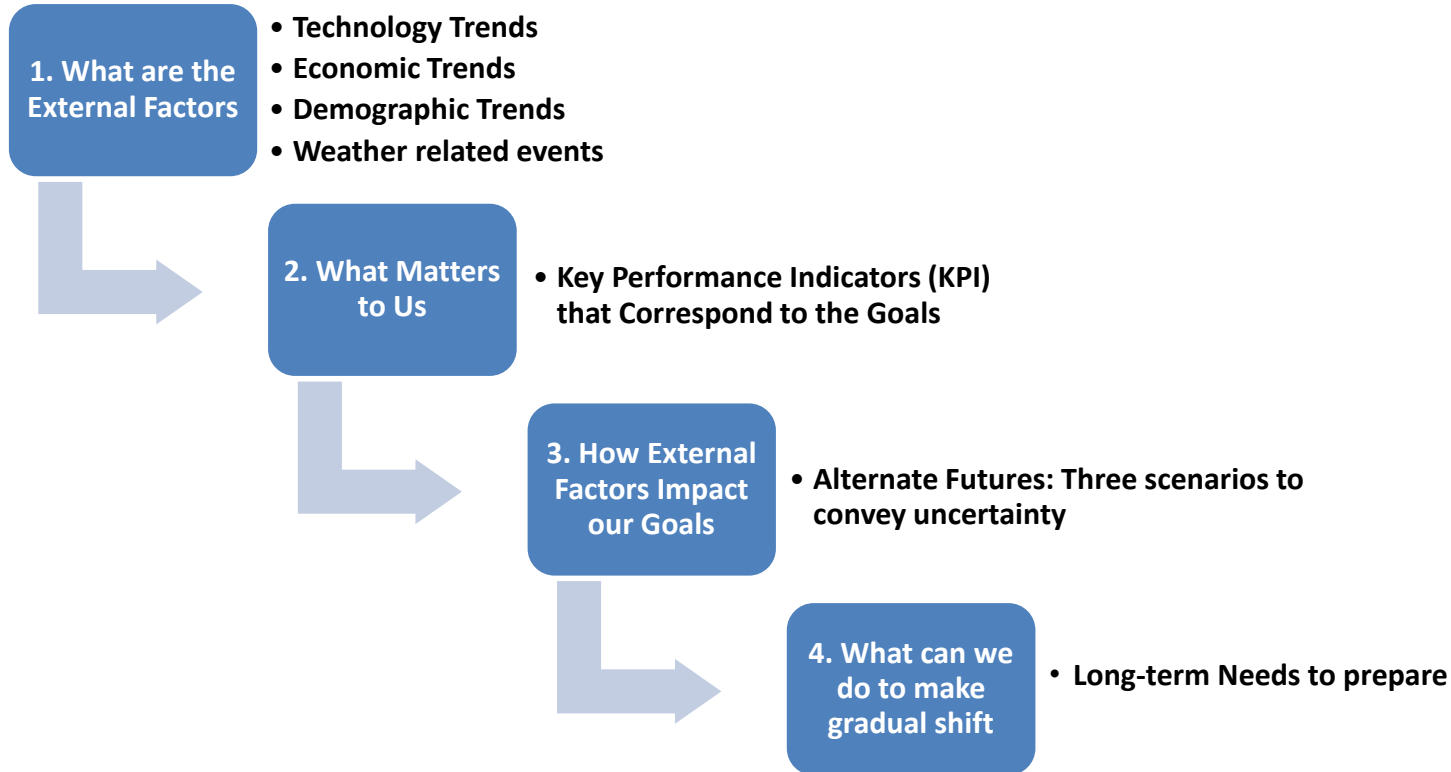 1. What are the
External Factors
• Technology Trends
• Economic Trends
• Demographic Trends
• Weather related events
2. What Matters
to Us
• Key Performance Indicators (KPI)
that Correspond to the Goals
3. How External
Factors Impact
our Goals
• Alternate Futures: Three scenarios to
convey uncertainty
4. What can we
do to make
gradual shift
• Long-term Needs to prepare